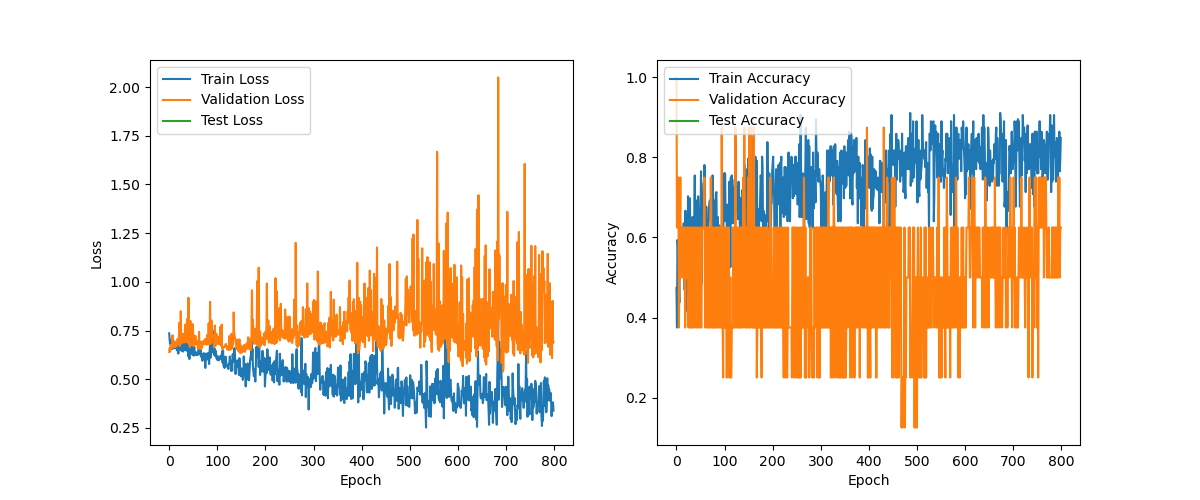 Train Loss
Validation Loss
Test Loss
2.00
1.75
1.50
1.25
1.00
0.75
0.50
0.25
Loss
0 100 200 300 400 500 600 700 800
Epoch
Train Accuracy
Validation Accuracy
Test Accuracy
1.0
0.8
0.6
0.4
0.2
Accuracy
0 100 200 300 400 500 600 700 800
Epoch